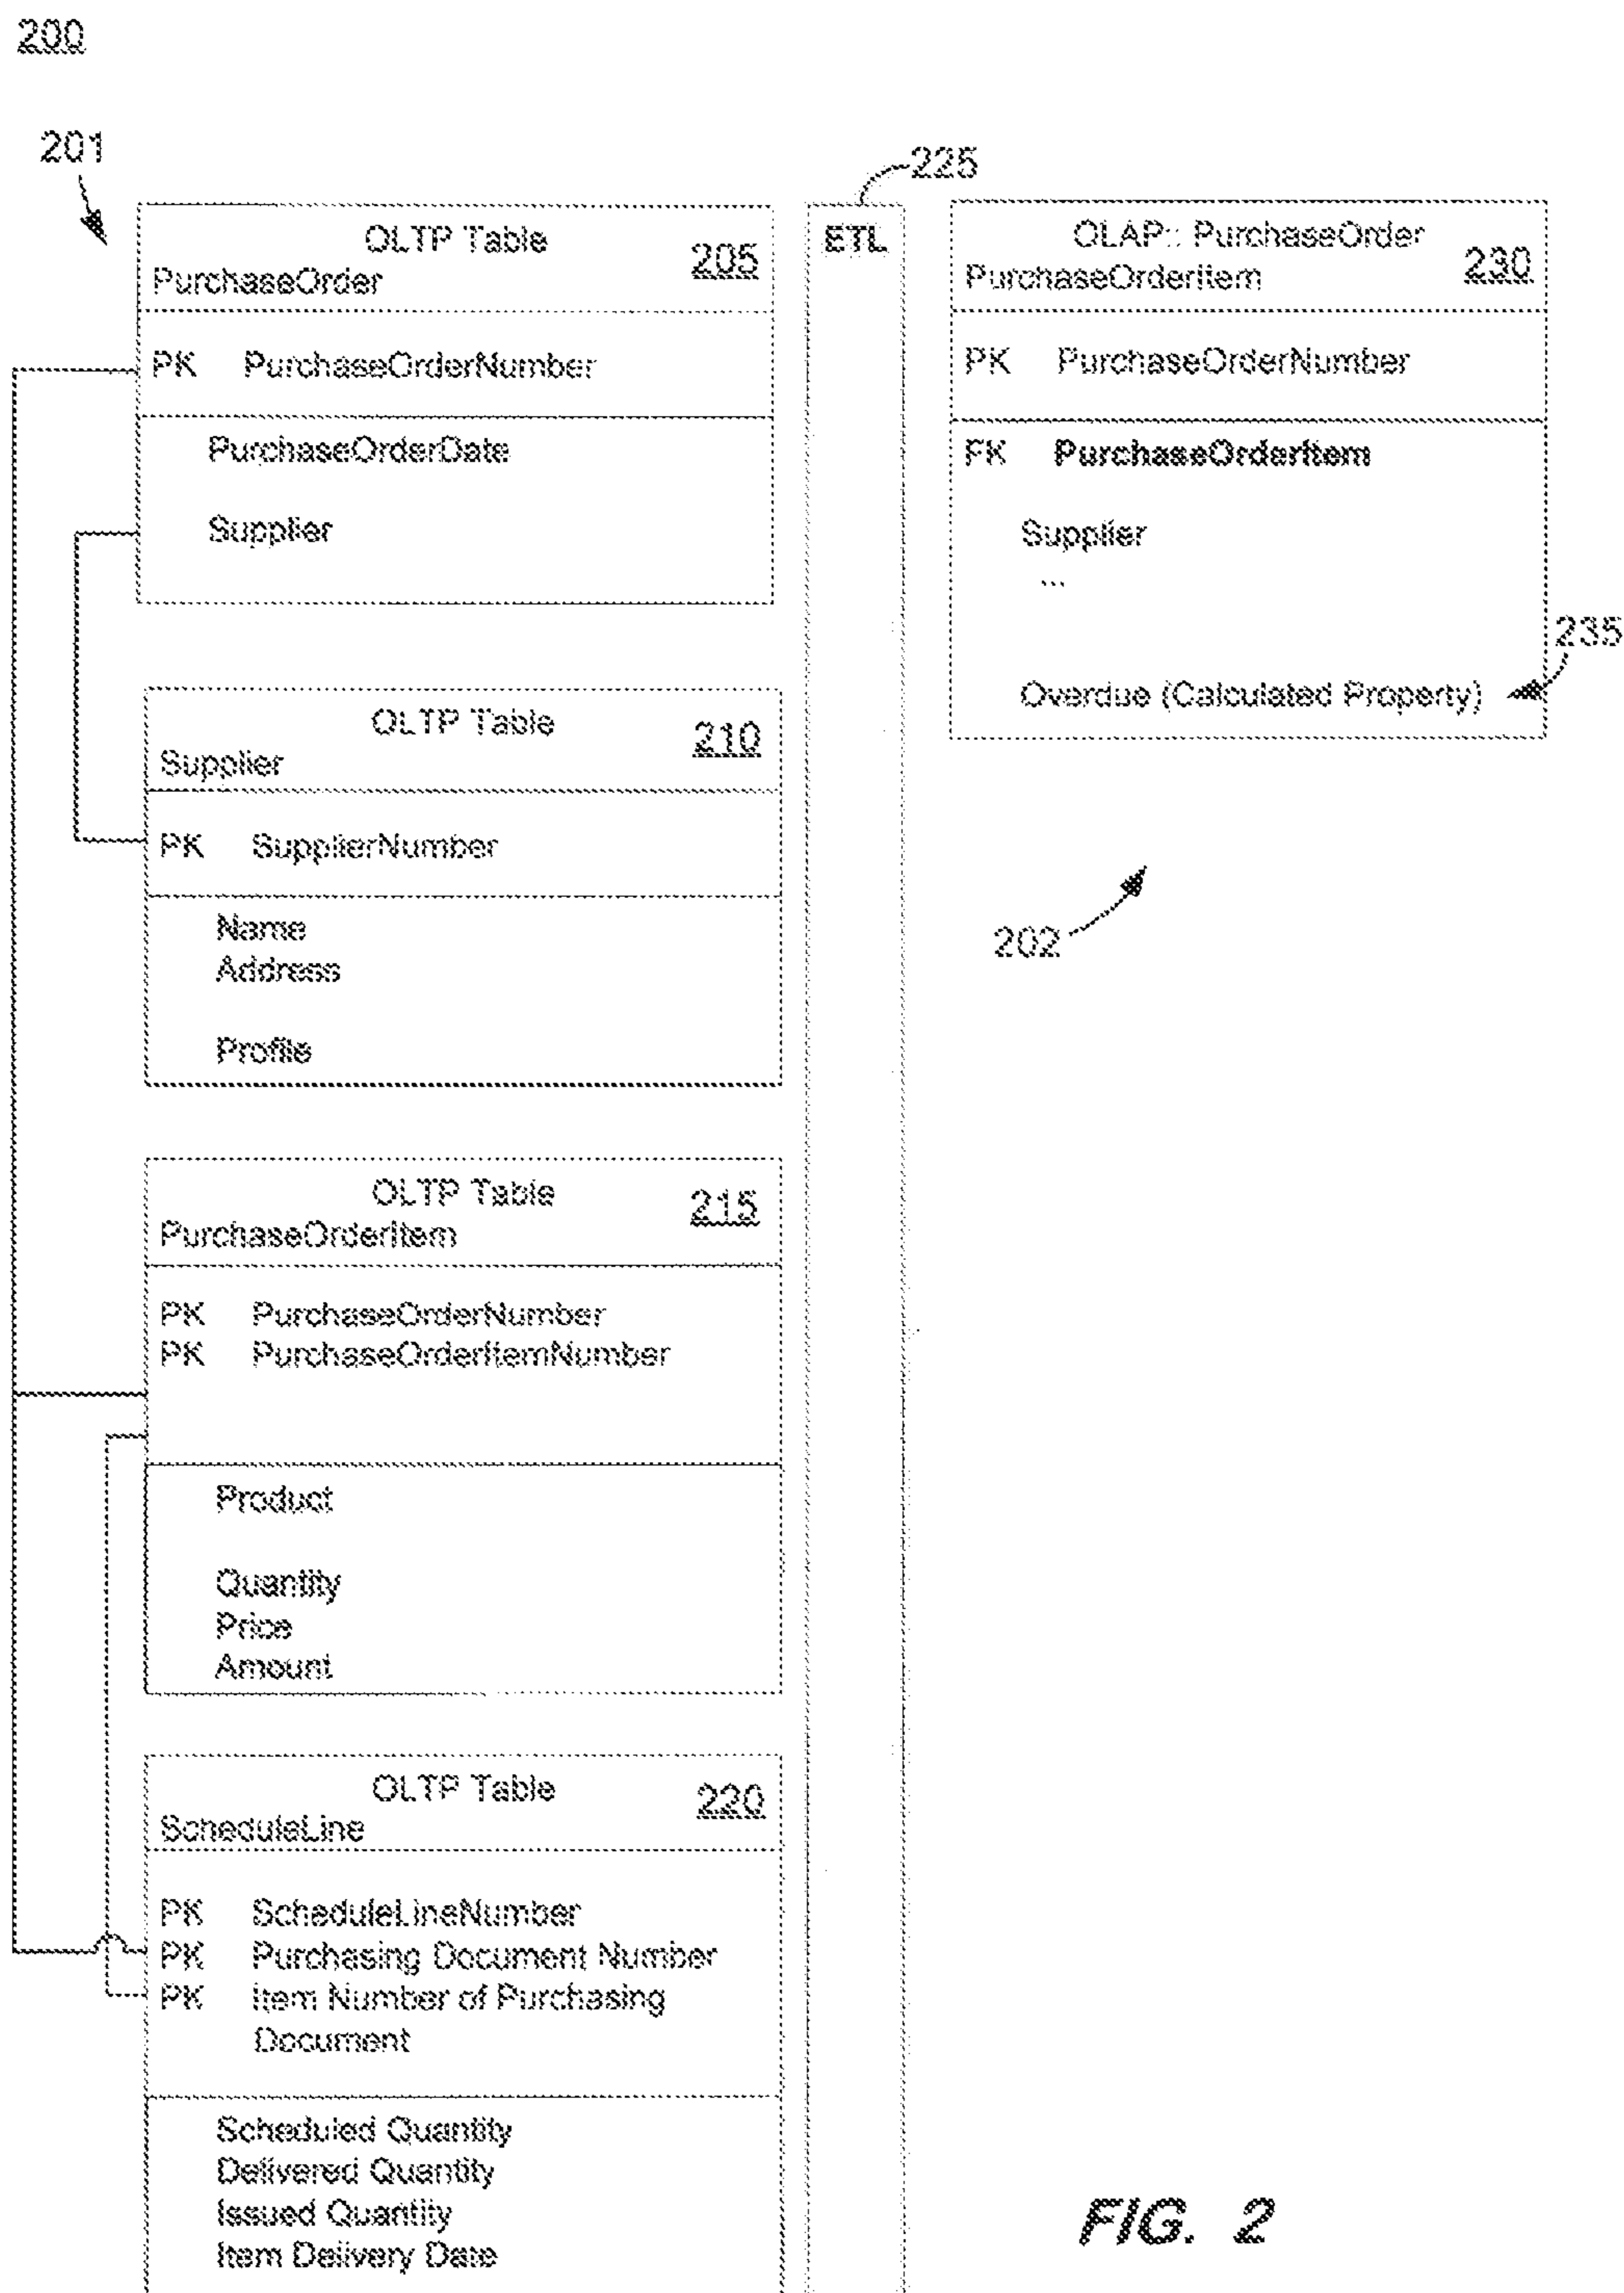 200
201
OLTP Table
205
PurchaseOrder
PK PurchaseOrderNumber
PurchaseOrderDate
Supplier
OLTP Table
210
Supplier
PK SupplierNumber
Name
Address
Profile
OLTP Table
215
PurchaseOrderItem
PK PurchaseOrderNumber
PK PurchaseOrderItemNumber
Product
Quantity
Price
Amount
OLTP Table
220
ScheduleLine
PK ScheduleLineNumber
PK Purchasing Document Number
PK Item Number of Purchasing
Document
Scheduled Quantity
Delivered Quantity
Issued Quantity
Item Delivery Date
225
ETL
OLAP:: PurchaseOrder
230
PurchaseOrderItem
PK PurchaseOrderNumber
FK PurchaseOrderItem
Supplier
...
235
Overdue (Calculated Property)
202
FIG. 2